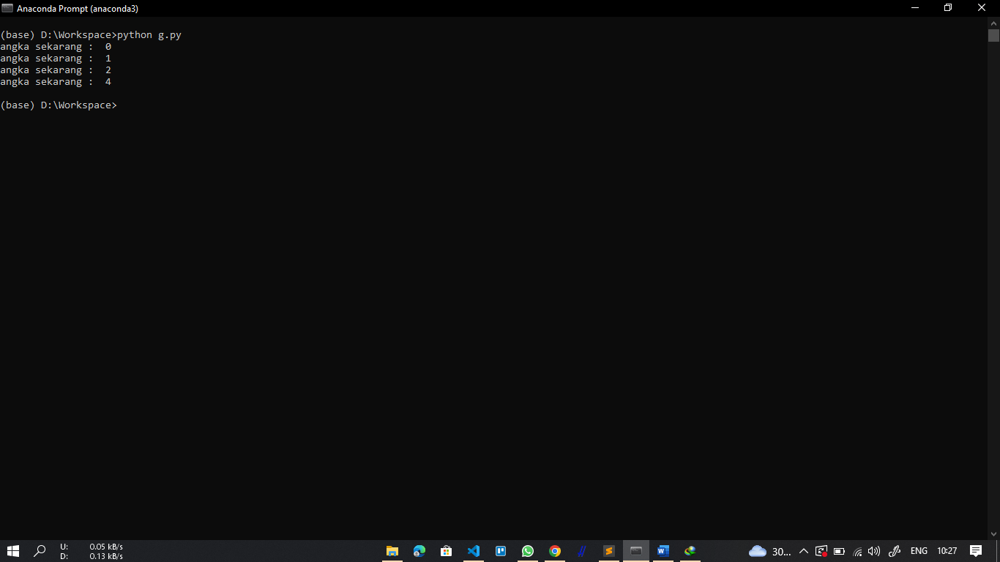 Anaconda Prompt (anaconda3)
(base) D:\Workspace>python g.py
angka sekarang :  0
angka sekarang :  1
angka sekarang :  2
angka sekarang :  4
(base) D:\Workspace>
U: 0.05 kB/s
D: 0.13 kB/s
30... ENG 10:27